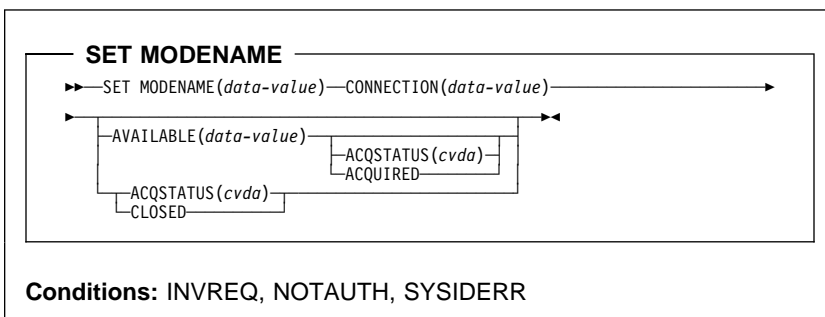 SET MODENAME
SET MODENAME(data-value) CONNECTION(data-value)
AVAILABLE(data-value)
ACQSTATUS(cvda)
ACQUIRED
ACQSTATUS(cvda)
CLOSED
Conditions: INVREQ, NOTAUTH, SYSIDERR